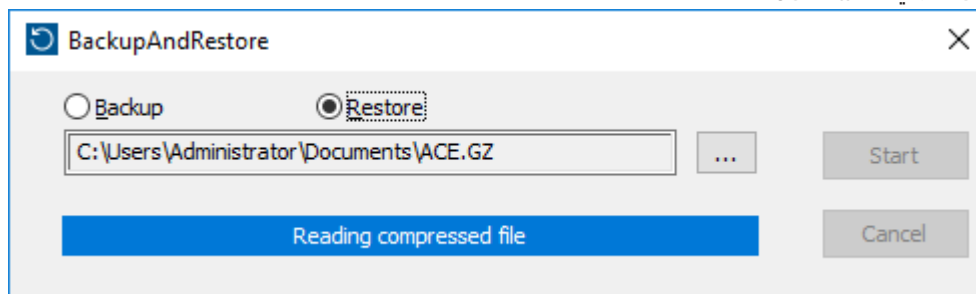 BackupAndRestore
Backup Restore
C:\Users\Administrator\Documents\ACE.GZ ... Start
Reading compressed file Cancel